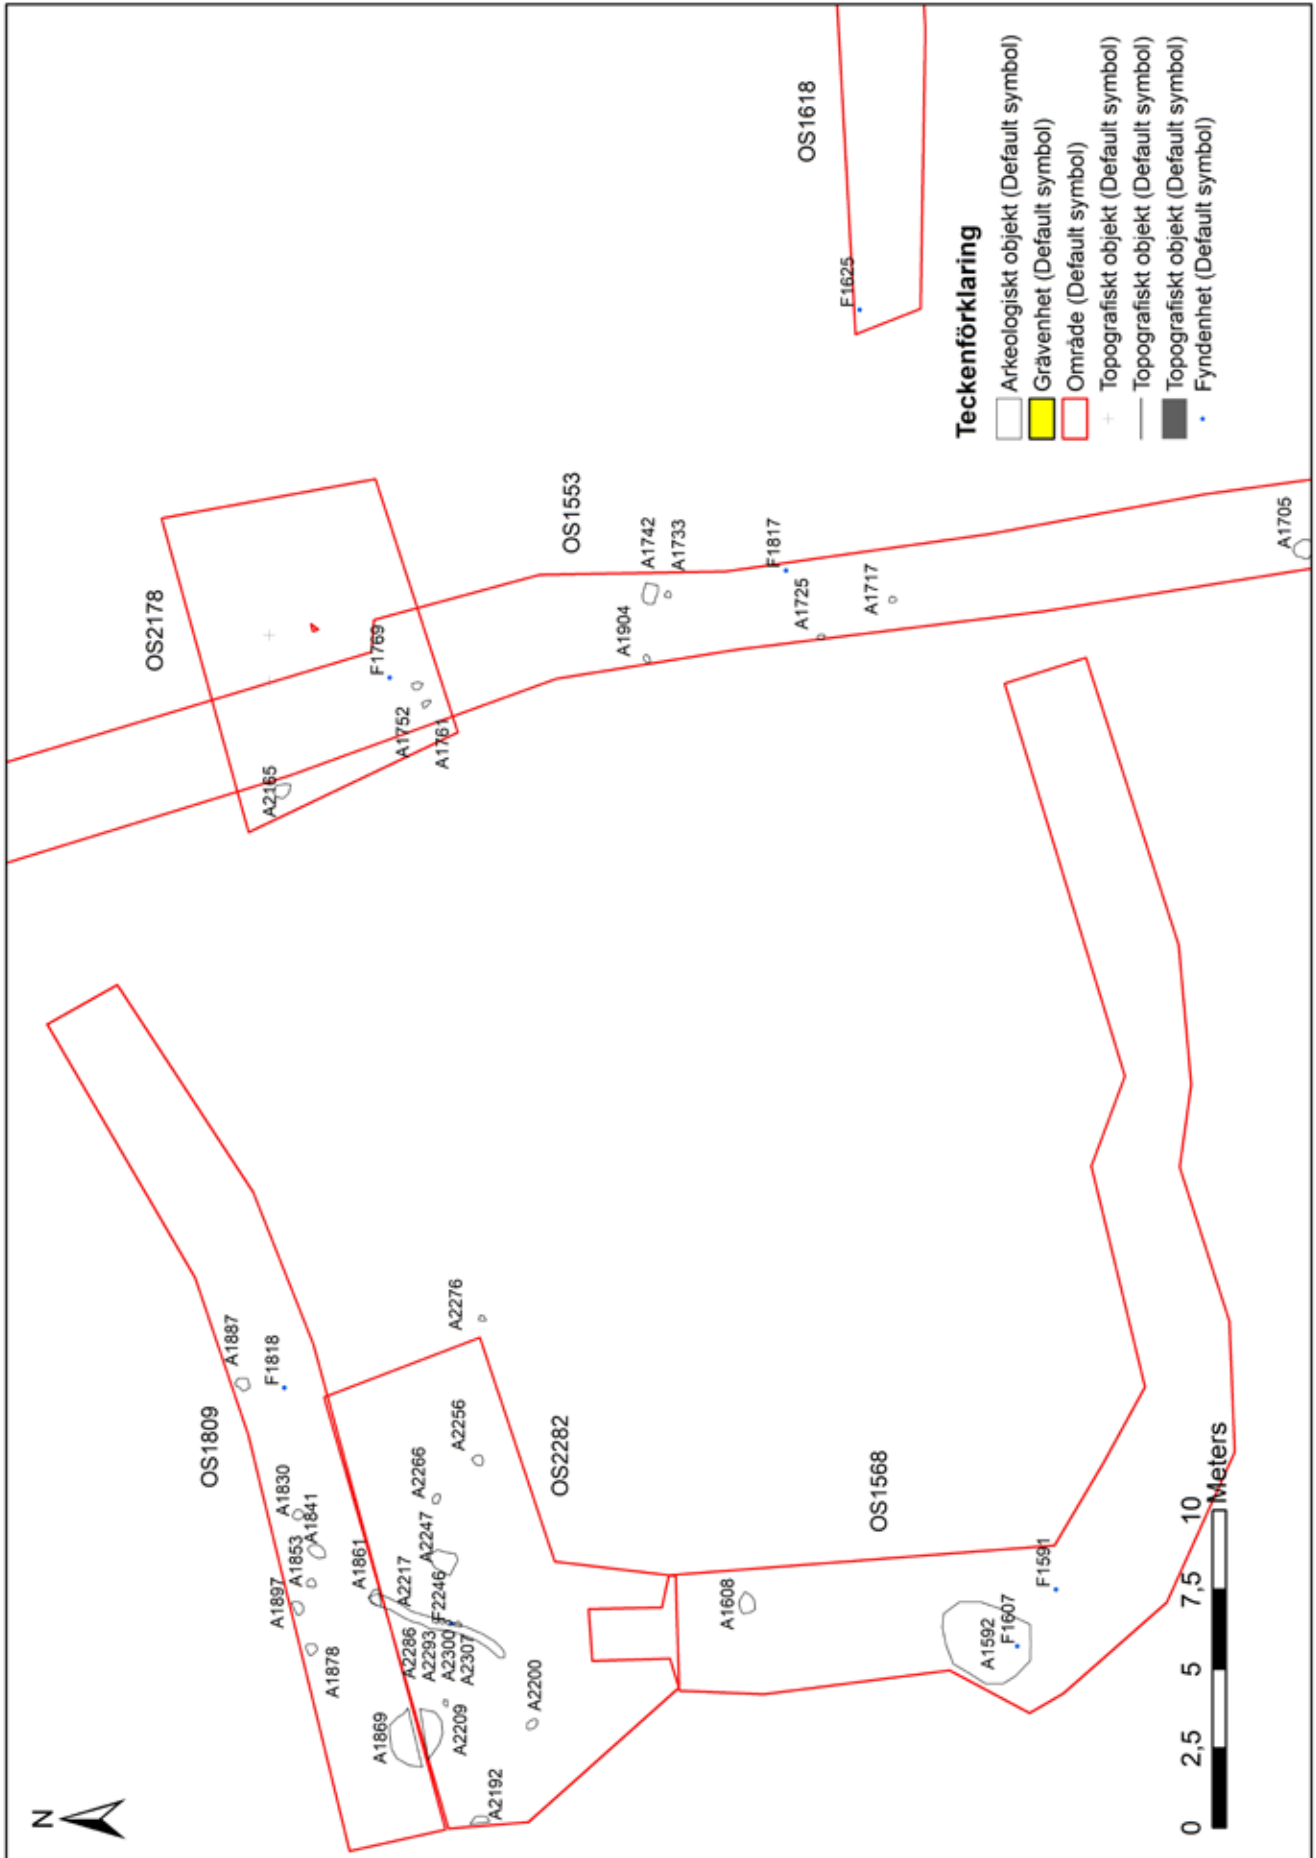 N
OS1809
A1887
F1818
A1830
A1841
A1853
A1897
A1878
A1861
A1869
A2217
A2247
A2266
A2256
A2276
F2246
A2286
A2293
A2300
A2307
A2209
A2200
A2192
OS2282
OS1568
A1608
A1592
F1607
F1591
OS2178
A2165
F1769
A1752
A1761
OS1553
A1904
A1742
A1733
F1817
A1725
A1717
A1705
OS1618
F1625
Teckenförklaring
Arkeologiskt objekt (Default symbol)
Grävenhet (Default symbol)
Område (Default symbol)
Topografiskt objekt (Default symbol)
Topografiskt objekt (Default symbol)
Topografiskt objekt (Default symbol)
Fyndenhet (Default symbol)
0 2,5 5 7,5 10
Meters